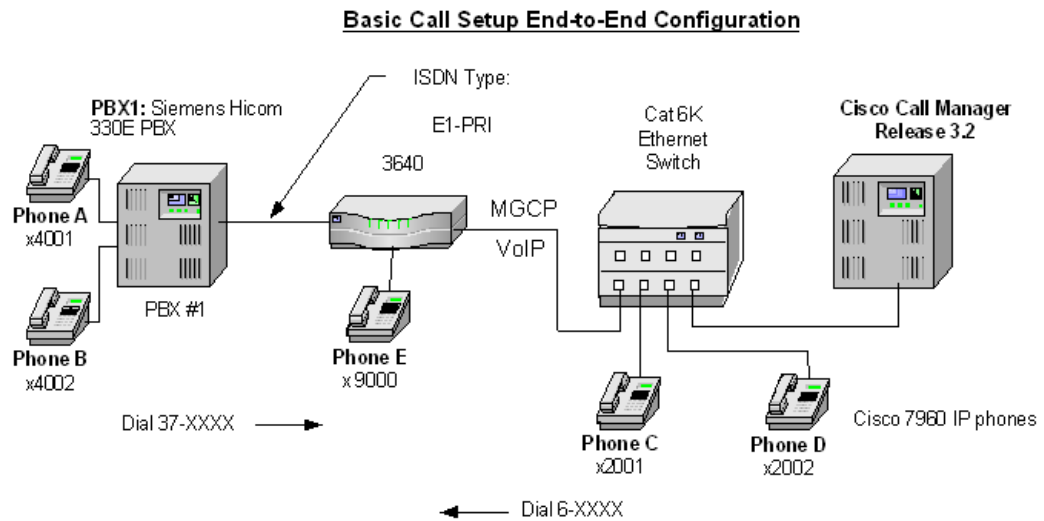 Basic Call Setup End-to-End Configuration
ISDN Type:
E1-PRI
PBX1: Siemens Hicom
330E PBX
3640
Cat 6K
Ethernet
Switch
Cisco Call Manager
Release 3.2
Phone A
x4001
MGCP
VoIP
PBX #1
Phone B
x4002
Phone E
x9000
Dial 37-XXXX
Phone C
x2001
Phone D
x2002
Cisco 7960 IP phones
Dial 6-XXXX